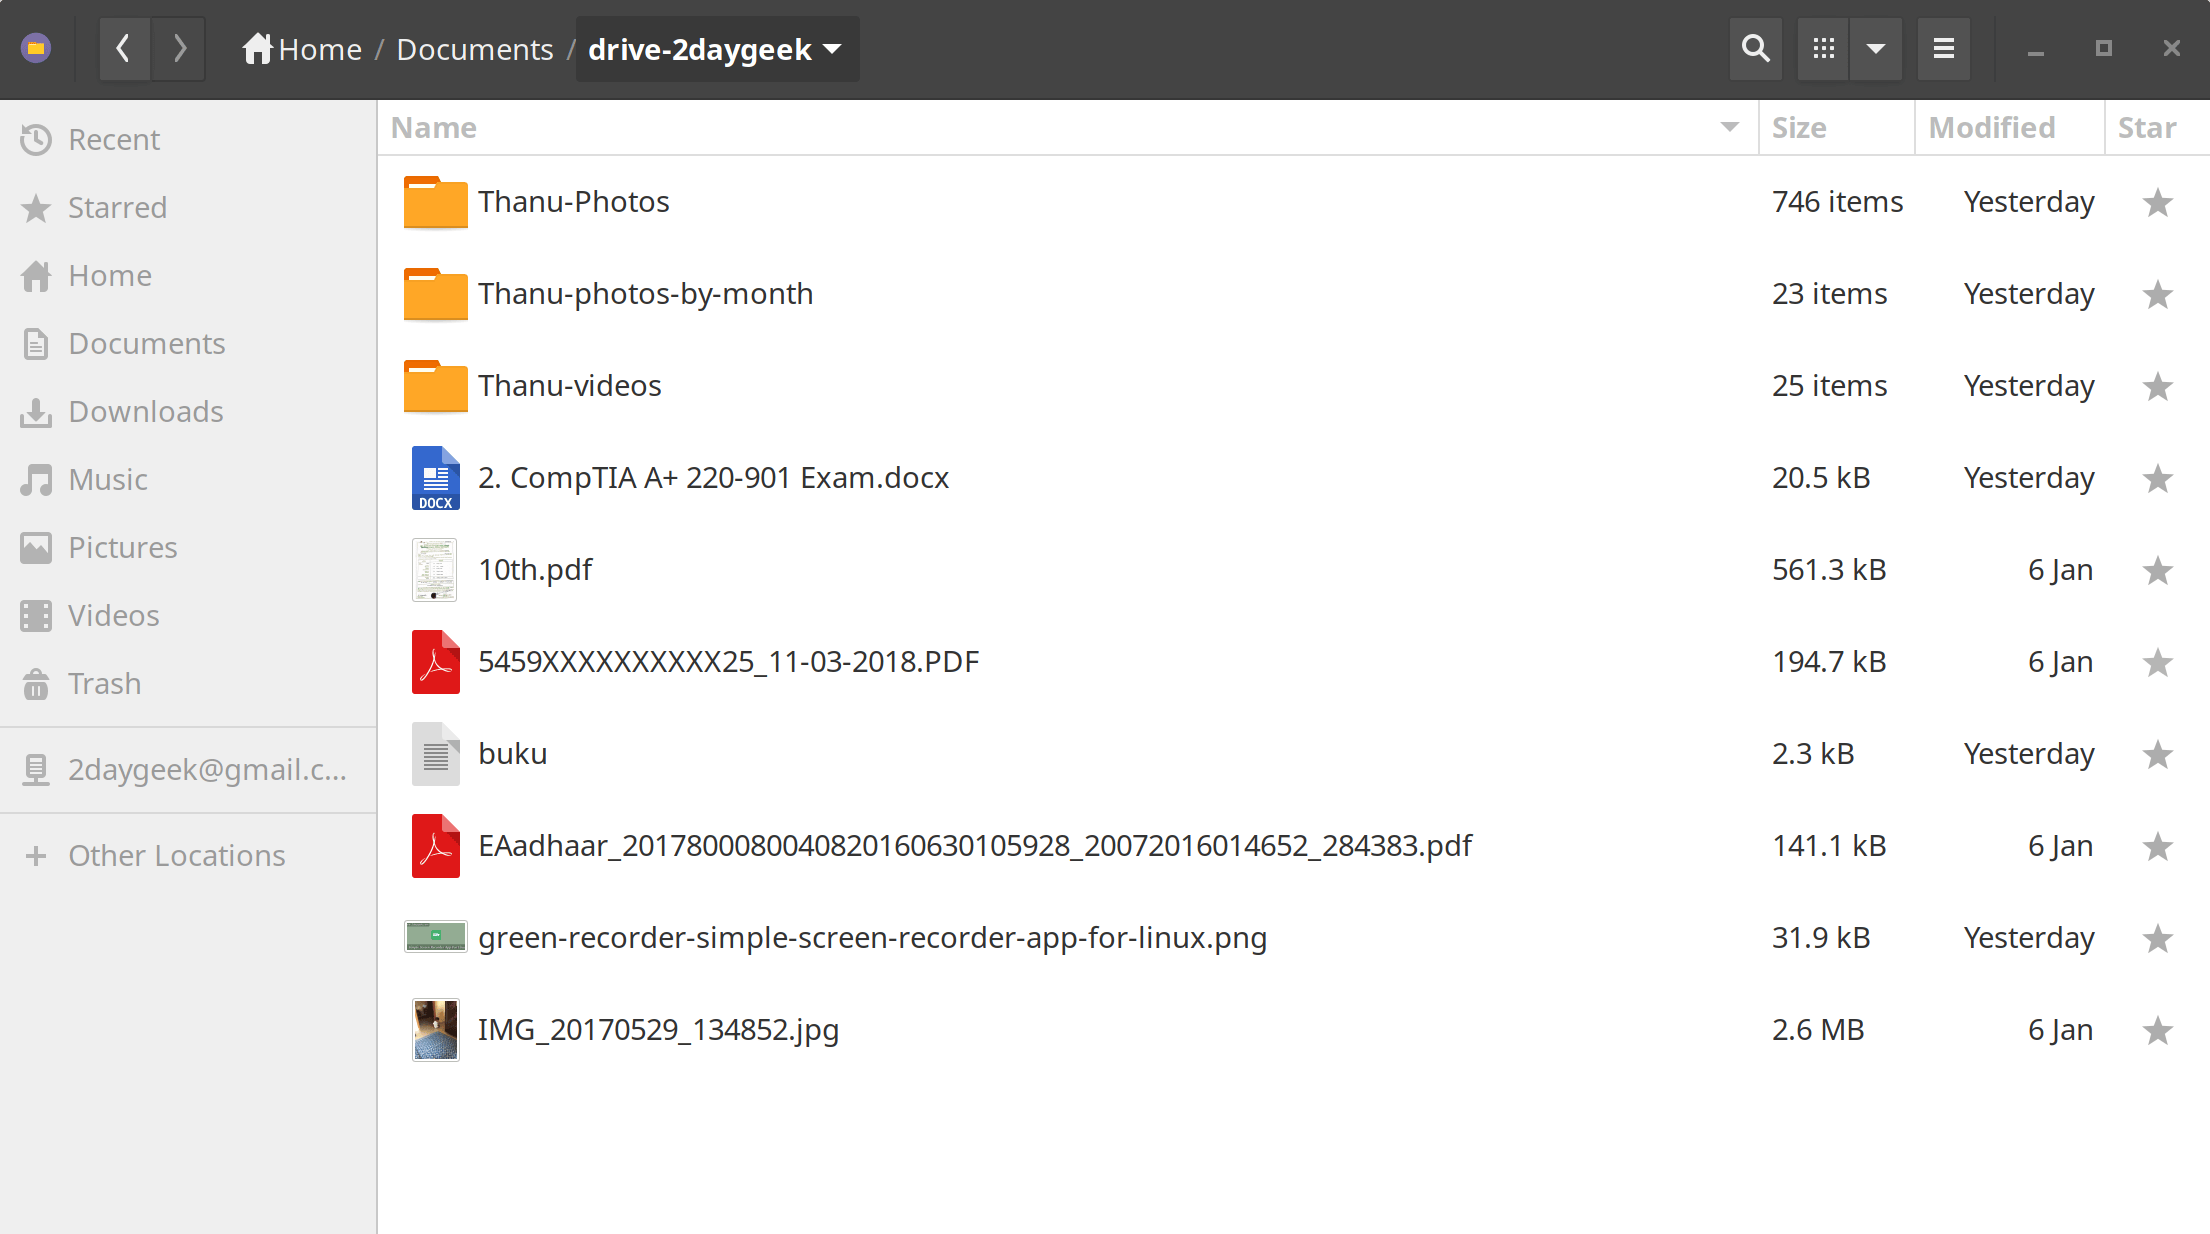 Home / Documents / drive-2daygeek
Name Size Modified Star
Recent
Starred
Home
Documents
Downloads
Music
Pictures
Videos
Trash
2daygeek@gmail.c...
Other Locations
Thanu-Photos 746 items Yesterday
Thanu-photos-by-month 23 items Yesterday
Thanu-videos 25 items Yesterday
DOCX
2. CompTIA A+ 220-901 Exam.docx 20.5 kB Yesterday
10th.pdf 561.3 kB 6 Jan
5459XXXXXXXXXX25_11-03-2018.PDF 194.7 kB 6 Jan
buku 2.3 kB Yesterday
EAadhaar_2017800080040820160630105928_20072016014652_284383.pdf 141.1 kB 6 Jan
green-recorder-simple-screen-recorder-app-for-linux.png 31.9 kB Yesterday
IMG_20170529_134852.jpg 2.6 MB 6 Jan